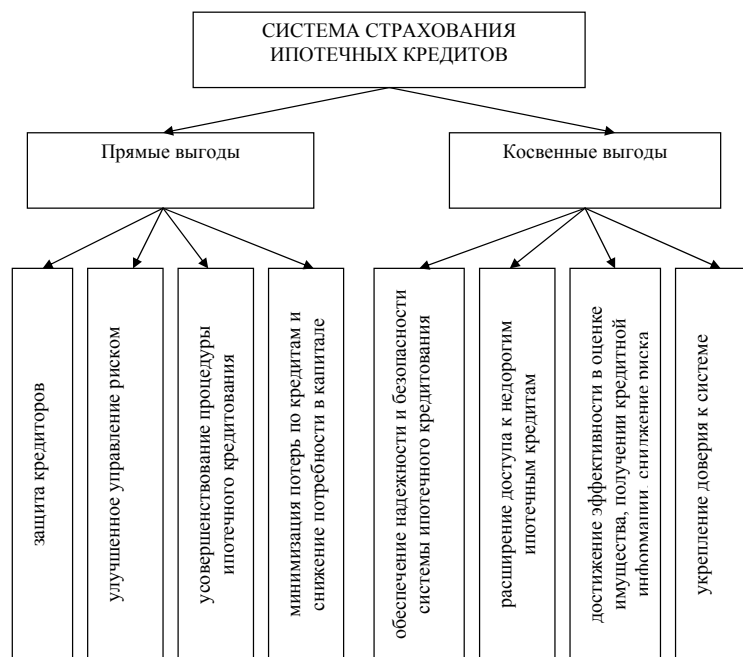 СИСТЕМА СТРАХОВАНИЯ
ИПОТЕЧНЫХ КРЕДИТОВ
Прямые выгоды
Косвенные выгоды
защита кредиторов
улучшенное управление риском
усовершенствование процедуры
ипотечного кредитования
минимизация потерь по кредитам и
снижение потребности в капитале
обеспечение надежности и безопасности
системы ипотечного кредитования
расширение доступа к недорогим
ипотечным кредитам
достижение эффективности в оценке
имущества, получении кредитной
информации, снижение риска
укрепление доверия к системе